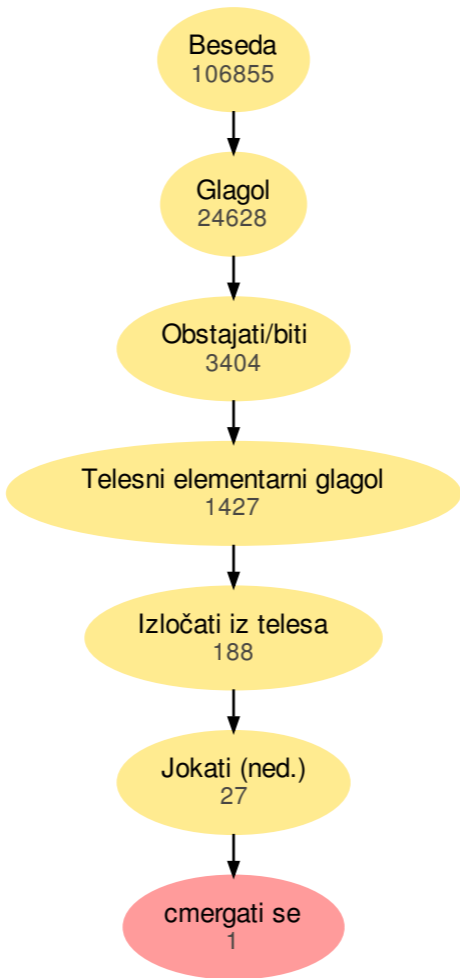 Beseda
106855
Glagol
24628
Obstajati/biti
3404
Telesni elementarni glagol
1427
Izločati iz telesa
188
Jokati (ned.)
27
cmergati se
1